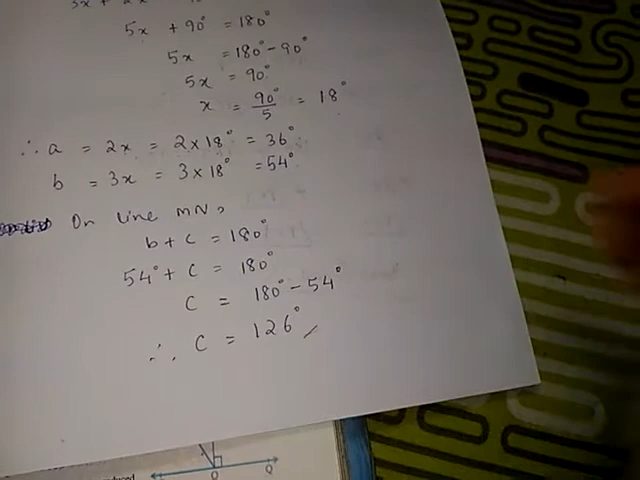 5x + 90° = 180°
5x = 180° - 90°
5x = 90°
x = 90°/5 = 18°
∴ a = 2x = 2 × 18° = 36°
b = 3x = 3 × 18° = 54°
On line MN,
b + c = 180°
54° + c = 180°
c = 180° - 54°
∴ c = 126°
O Q